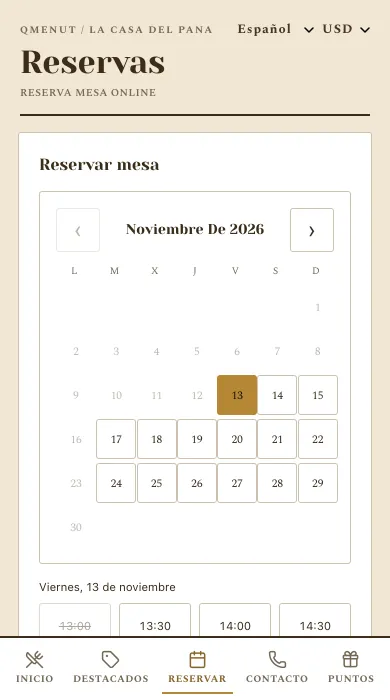 QMENUT / LA CASA DEL PANA
Español USD
Reservas
RESERVA MESA ONLINE
Reservar mesa
‹ Noviembre De 2026 ›
L M X J V S D
1
2 3 4 5 6 7 8
9 10 11 12 13 14 15
16 17 18 19 20 21 22
23 24 25 26 27 28 29
30
Viernes, 13 de noviembre
13:00 13:30 14:00 14:30
INICIO DESTACADOS RESERVAR CONTACTO PUNTOS